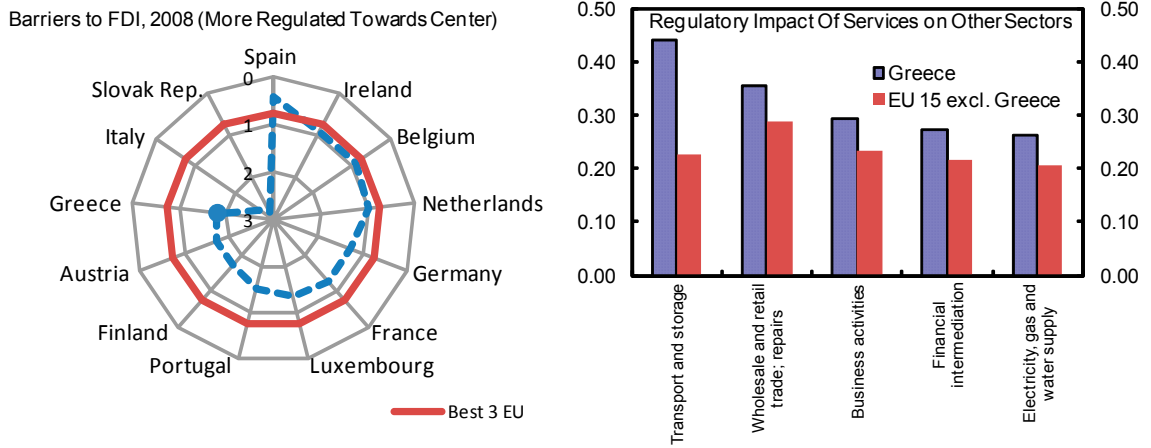 Barriers to FDI, 2008 (More Regulated Towards Center)
Spain
Ireland
Belgium
Netherlands
Germany
France
Luxembourg
Portugal
Finland
Austria
Greece
Italy
Slovak Rep.
0
1
2
3
Best 3 EU
Regulatory Impact Of Services on Other Sectors
0.50
0.40
0.30
0.20
0.10
0.00
Greece
EU 15 excl. Greece
0.50
0.40
0.30
0.20
0.10
0.00
Transport and storage
Wholesale and retail
trade; repairs
Business activities
Financial
intermediation
Electricity, gas and
water supply